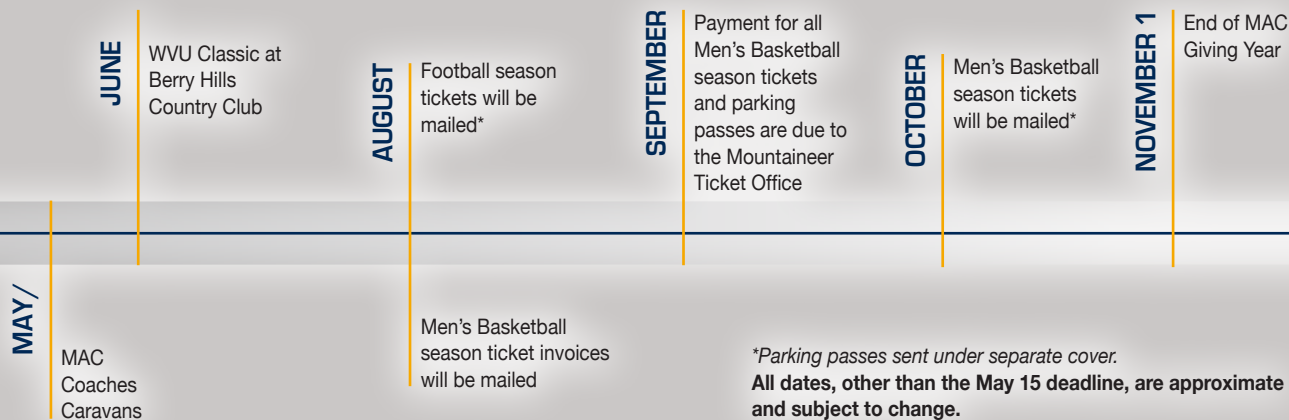 JUNE
WVU Classic at
Berry Hills
Country Club
AUGUST
Football season
tickets will be
mailed*
SEPTEMBER
Payment for all
Men's Basketball
season tickets
and parking
passes are due to
the Mountaineer
Ticket Office
OCTOBER
Men's Basketball
season tickets
will be mailed*
NOVEMBER 1
End of MAC
Giving Year
MAY/
MAC
Coaches
Caravans
Men's Basketball
season ticket invoices
will be mailed
*Parking passes sent under separate cover.
All dates, other than the May 15 deadline, are approximate
and subject to change.